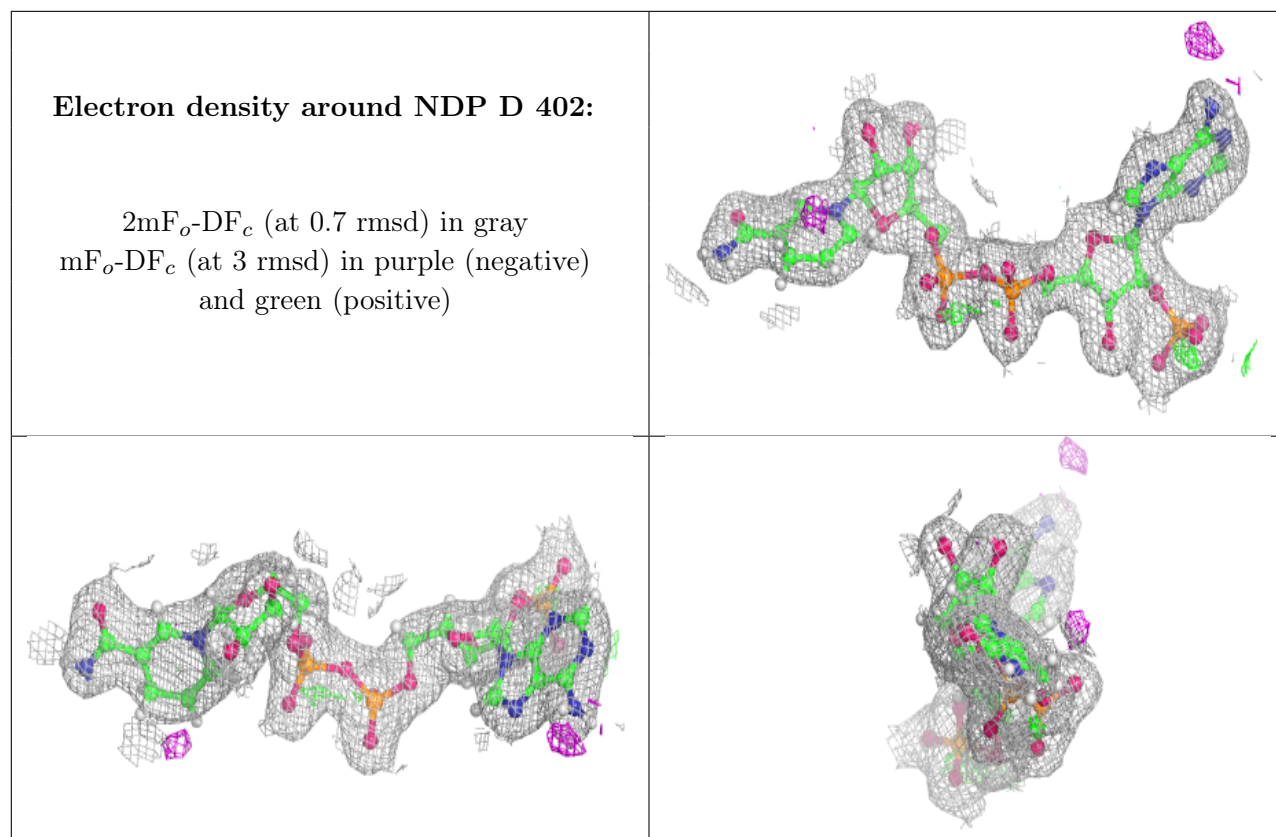 Electron density around NDP D 402:
2mFo-DFc (at 0.7 rmsd) in gray
mFo-DFc (at 3 rmsd) in purple (negative)
and green (positive)